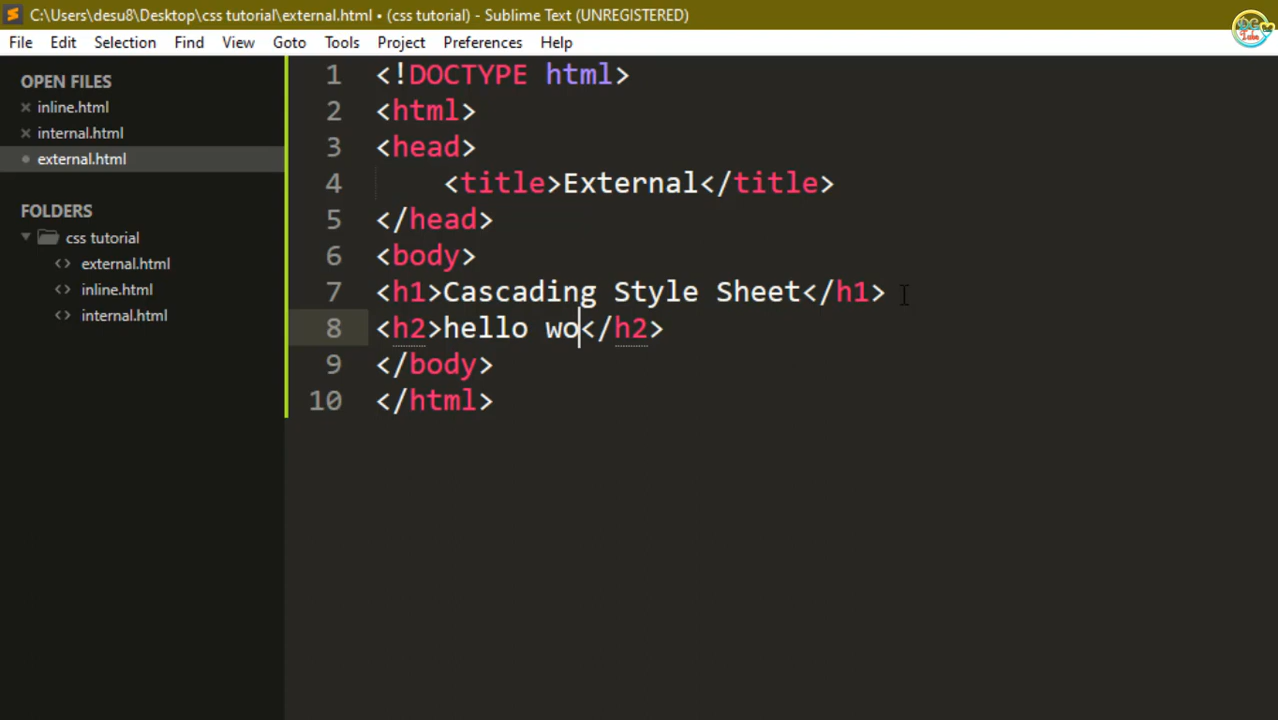 C:\Users\desu8\Desktop\css tutorial\external.html • (css tutorial) - Sublime Text (UNREGISTERED)
File Edit Selection Find View Goto Tools Project Preferences Help
OPEN FILES
inline.html
internal.html
external.html
FOLDERS
css tutorial
external.html
inline.html
internal.html
1 <!DOCTYPE html>
2 <html>
3 <head>
4 <title>External</title>
5 </head>
6 <body>
7 <h1>Cascading Style Sheet</h1>
8 <h2>hello wo</h2>
9 </body>
10 </html>
Tube